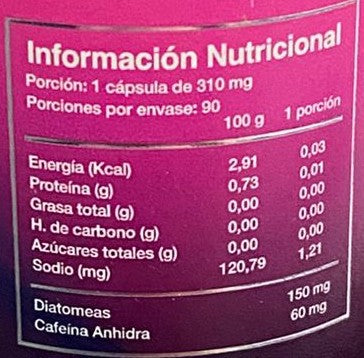 Información Nutricional
Porción: 1 cápsula de 310 mg
Porciones por envase: 90
100 g 1 porción
Energía (Kcal) 2,91 0,03
Proteína (g) 0,73 0,01
Grasa total (g) 0,00 0,00
H. de carbono (g) 0,00 0,00
Azúcares totales (g) 0,00 0,00
Sodio (mg) 120,79 1,21
Diatomeas 150 mg
Cafeína Anhidra 60 mg